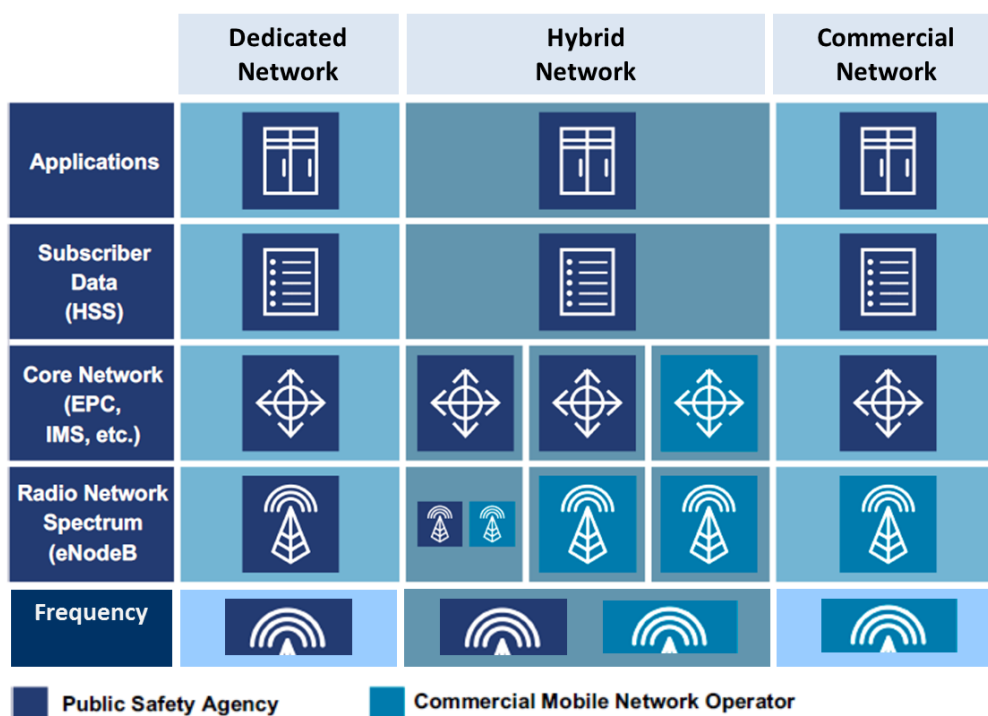 Dedicated
Network
Hybrid
Network
Commercial
Network
Applications
Subscriber
Data
(HSS)
Core Network
(EPC,
IMS, etc.)
Radio Network
Spectrum
(eNodeB
Frequency
Public Safety Agency
Commercial Mobile Network Operator